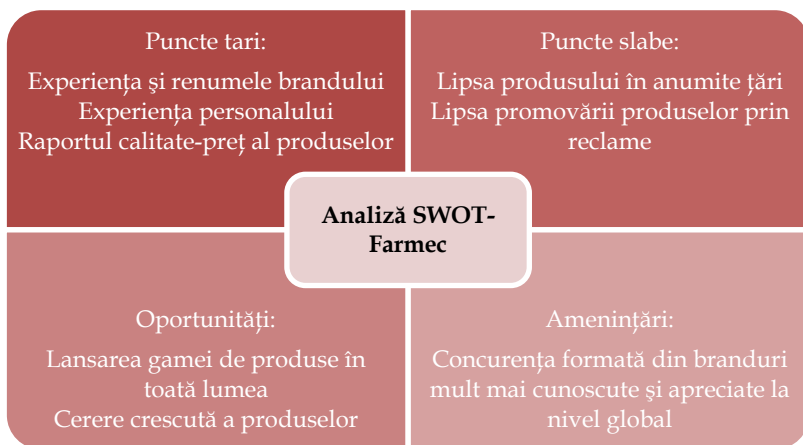 Puncte tari:
Experiența şi renumele brandului
Experiența personalului
Raportul calitate-preț al produselor
Puncte slabe:
Lipsa produsului în anumite țări
Lipsa promovării produselor prin
reclame
Analiză SWOT-
Farmec
Oportunități:
Lansarea gamei de produse în
toată lumea
Cerere crescută a produselor
Amenințări:
Concurența formată din branduri
mult mai cunoscute şi apreciate la
nivel global